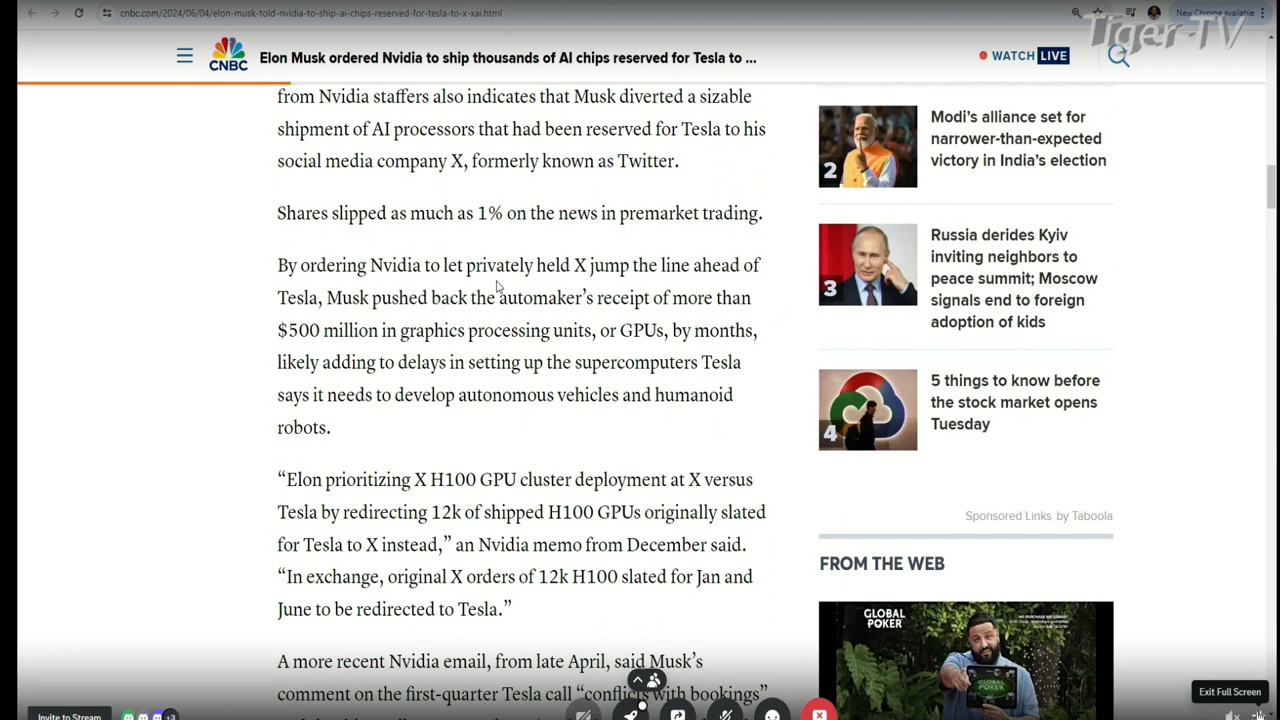 cnbc.com/2024/06/04/elon-musk-told-nvidia-to-ship-ai-chips-reserved-for-tesla-to-x-xai.html
New Chrome available
Tiger-TV
CNBC
Elon Musk ordered Nvidia to ship thousands of AI chips reserved for Tesla to ...
WATCH LIVE
from Nvidia staffers also indicates that Musk diverted a sizable
shipment of AI processors that had been reserved for Tesla to his
social media company X, formerly known as Twitter.
Shares slipped as much as 1% on the news in premarket trading.
By ordering Nvidia to let privately held X jump the line ahead of
Tesla, Musk pushed back the automaker’s receipt of more than
$500 million in graphics processing units, or GPUs, by months,
likely adding to delays in setting up the supercomputers Tesla
says it needs to develop autonomous vehicles and humanoid
robots.
“Elon prioritizing X H100 GPU cluster deployment at X versus
Tesla by redirecting 12k of shipped H100 GPUs originally slated
for Tesla to X instead,” an Nvidia memo from December said.
“In exchange, original X orders of 12k H100 slated for Jan and
June to be redirected to Tesla.”
A more recent Nvidia email, from late April, said Musk’s
comment on the first-quarter Tesla call “conflicts with bookings”
2
Modi’s alliance set for
narrower-than-expected
victory in India’s election
3
Russia derides Kyiv
inviting neighbors to
peace summit; Moscow
signals end to foreign
adoption of kids
4
5 things to know before
the stock market opens
Tuesday
Sponsored Links by Taboola
FROM THE WEB
GLOBAL
POKER
GLOBAL
POKER
Exit Full Screen
Invite to Stream
+3